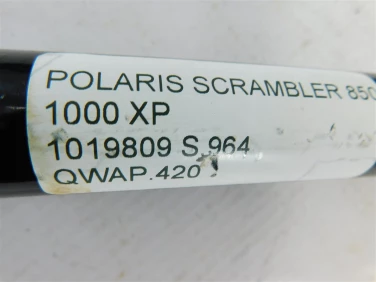 POLARIS SCRAMBLER 850
1000 XP
1019809 S 964
QWAP.420